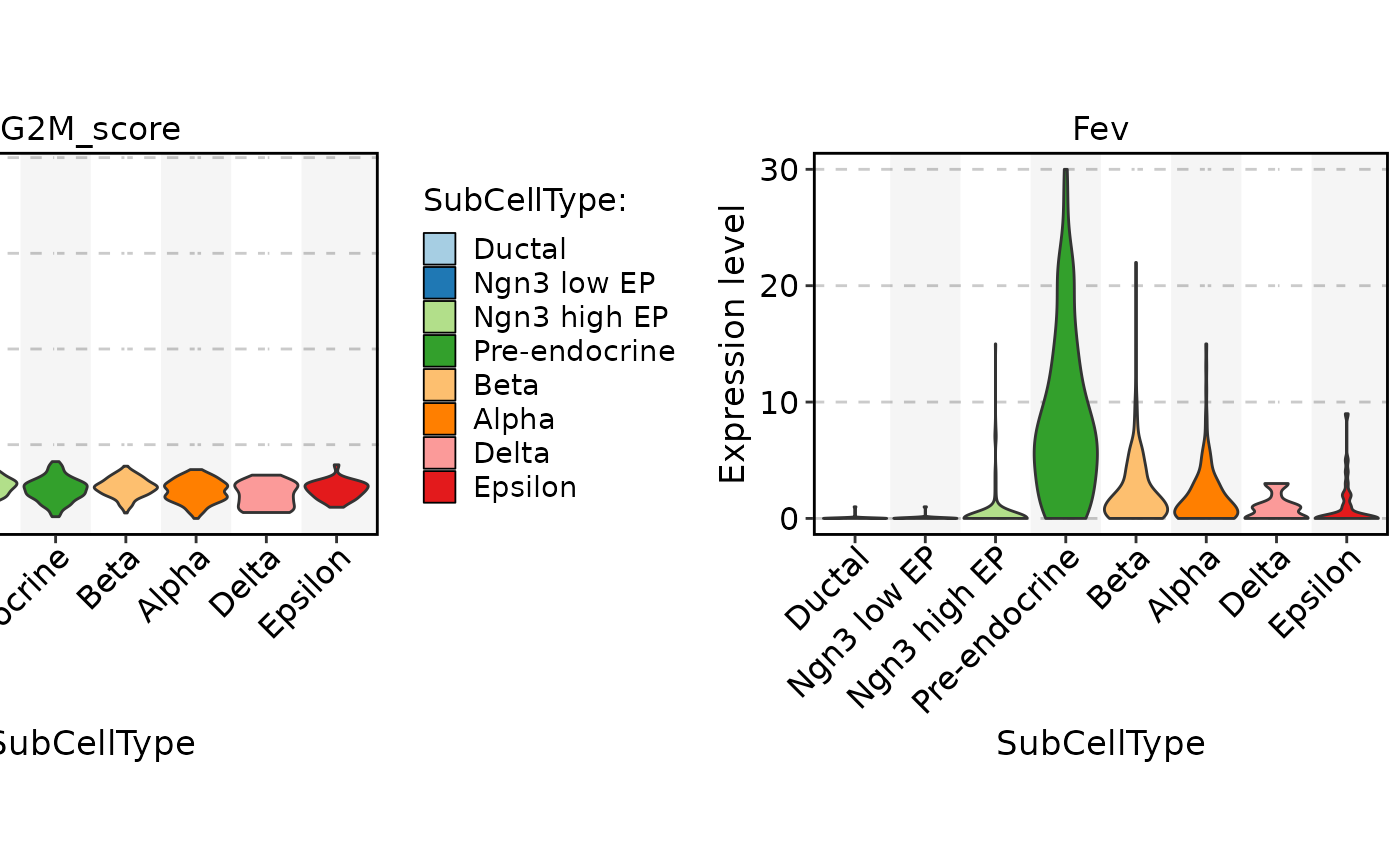 G2M_score
ocrine
Beta
Alpha
Delta
Epsilon
SubCellType
SubCellType:
Ductal
Ngn3 low EP
Ngn3 high EP
Pre-endocrine
Beta
Alpha
Delta
Epsilon
Fev
Expression level
30
20
10
0
Ductal
Ngn3 low EP
Ngn3 high EP
Pre-endocrine
Beta
Alpha
Delta
Epsilon
SubCellType